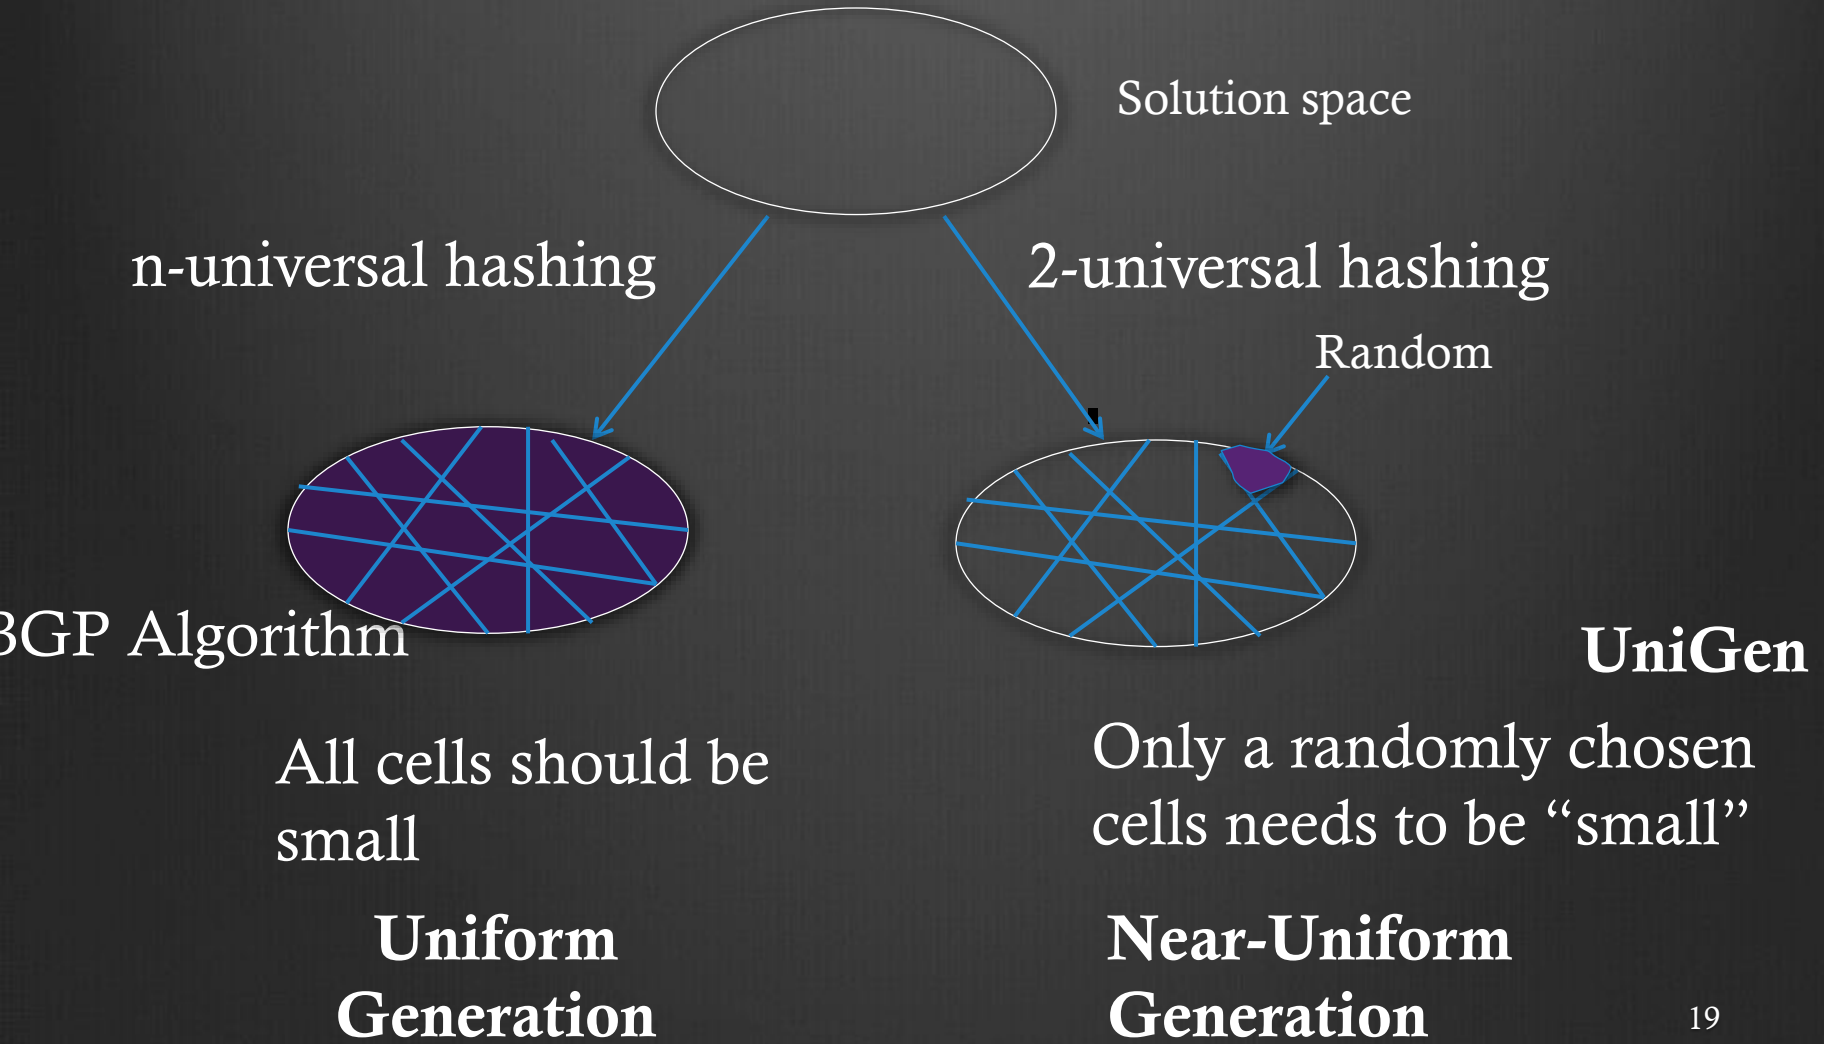 Solution space
n-universal hashing
2-universal hashing
Random
BGP Algorithm
UniGen
All cells should be
small
Only a randomly chosen
cells needs to be “small”
Uniform
Generation
Near-Uniform
Generation
19